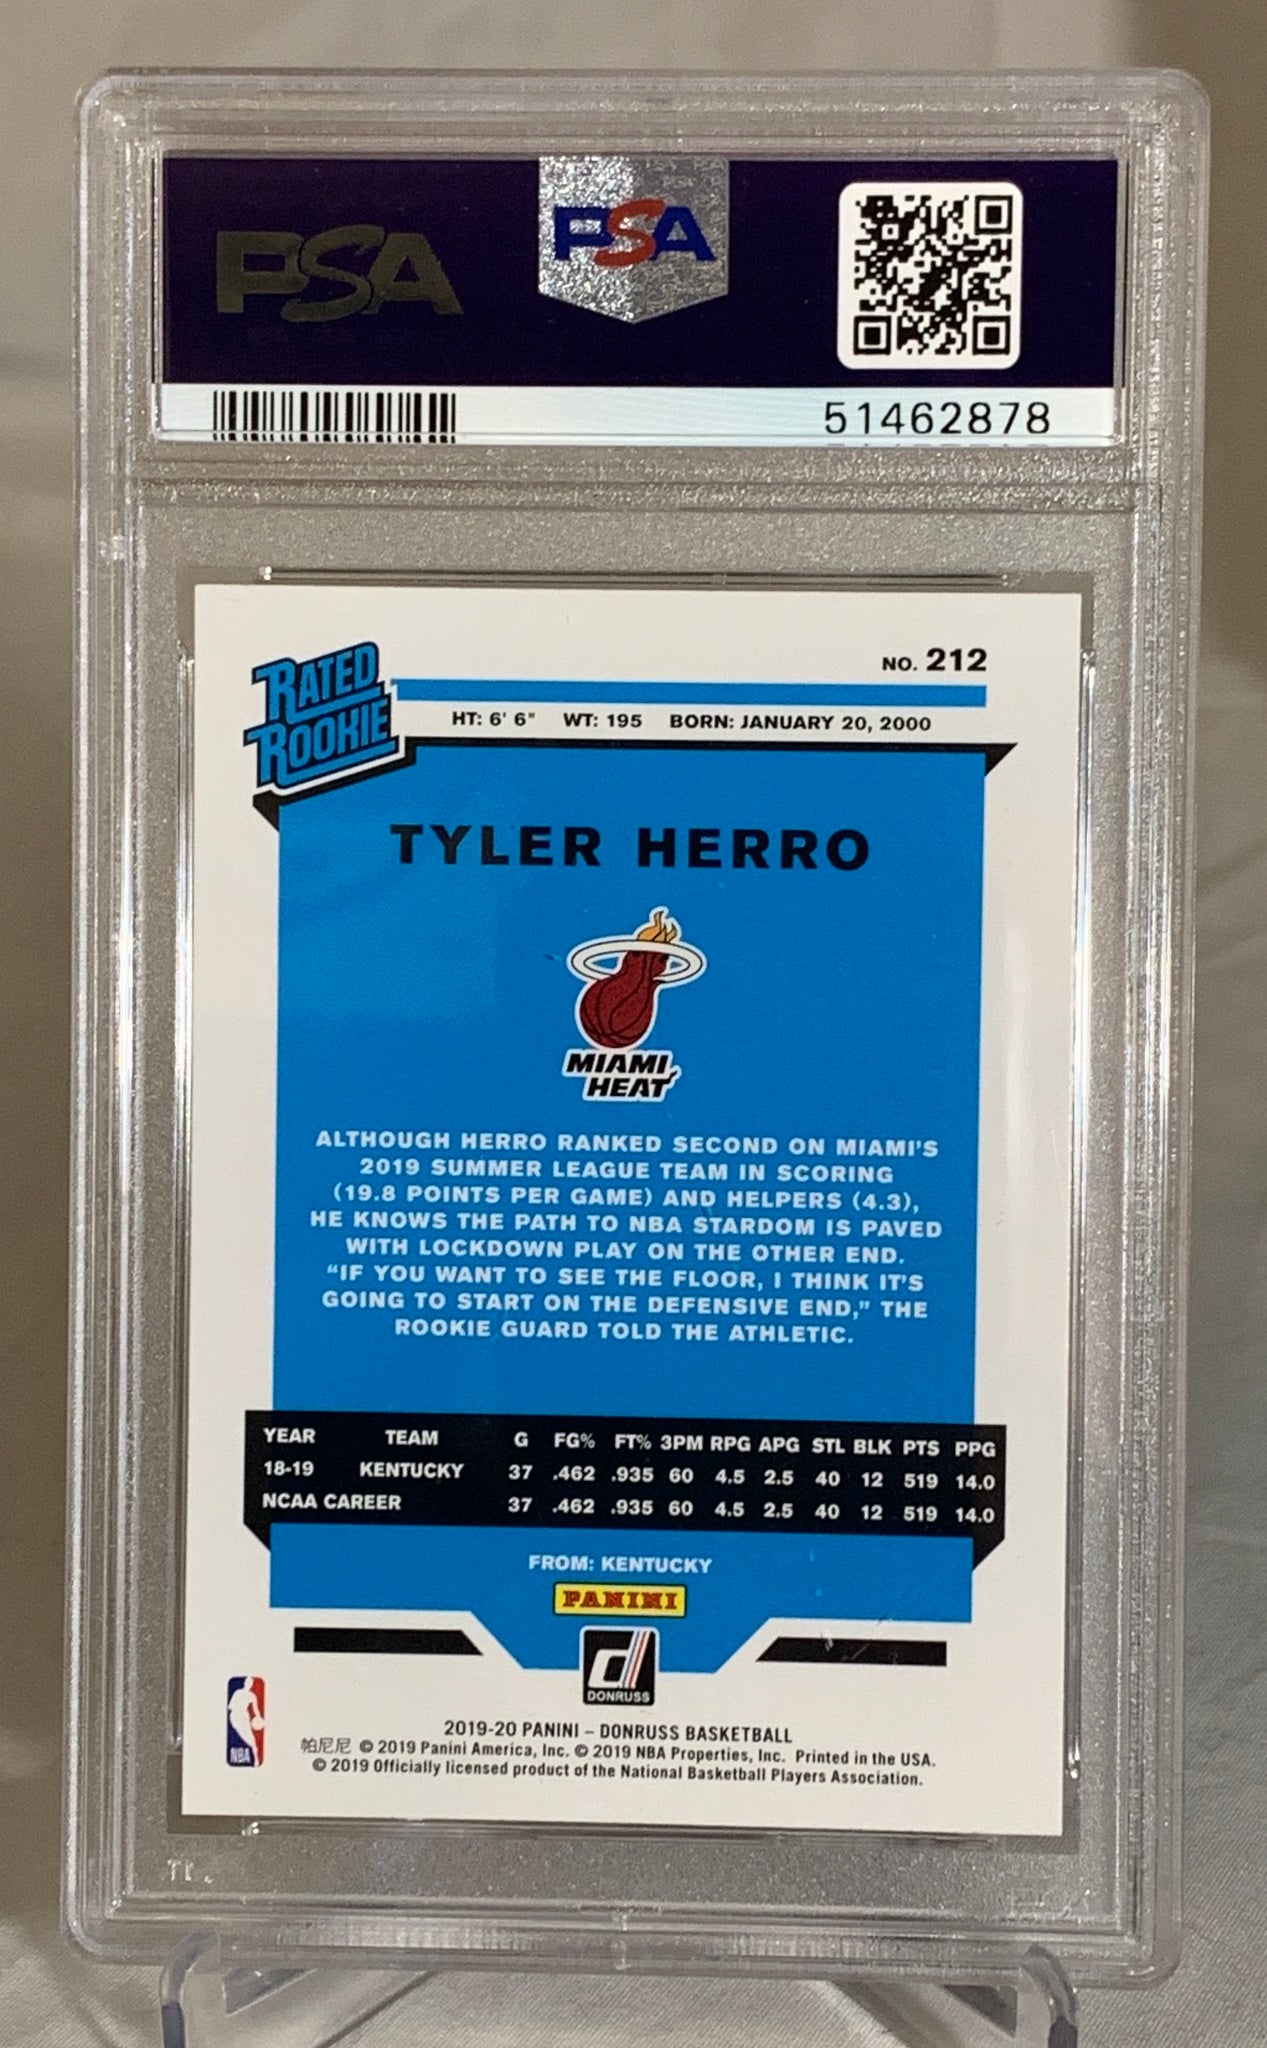 PSA
PSA
51462878
RATED
ROOKIE
NO. 212
HT: 6' 6" WT: 195 BORN: JANUARY 20, 2000
TYLER HERRO
MIAMI
HEAT
ALTHOUGH HERRO RANKED SECOND ON MIAMI'S
2019 SUMMER LEAGUE TEAM IN SCORING
(19.8 POINTS PER GAME) AND HELPERS (4.3),
HE KNOWS THE PATH TO NBA STARDOM IS PAVED
WITH LOCKDOWN PLAY ON THE OTHER END.
“IF YOU WANT TO SEE THE FLOOR, I THINK IT'S
GOING TO START ON THE DEFENSIVE END,” THE
ROOKIE GUARD TOLD THE ATHLETIC.
YEAR TEAM G FG% FT% 3PM RPG APG STL BLK PTS PPG
18-19 KENTUCKY 37 .462 .935 60 4.5 2.5 40 12 519 14.0
NCAA CAREER 37 .462 .935 60 4.5 2.5 40 12 519 14.0
FROM: KENTUCKY
PANINI
d
DONRUSS
NBA
2019-20 PANINI – DONRUSS BASKETBALL
帕尼尼 © 2019 Panini America, Inc. © 2019 NBA Properties, Inc. Printed in the USA.
© 2019 Officially licensed product of the National Basketball Players Association.